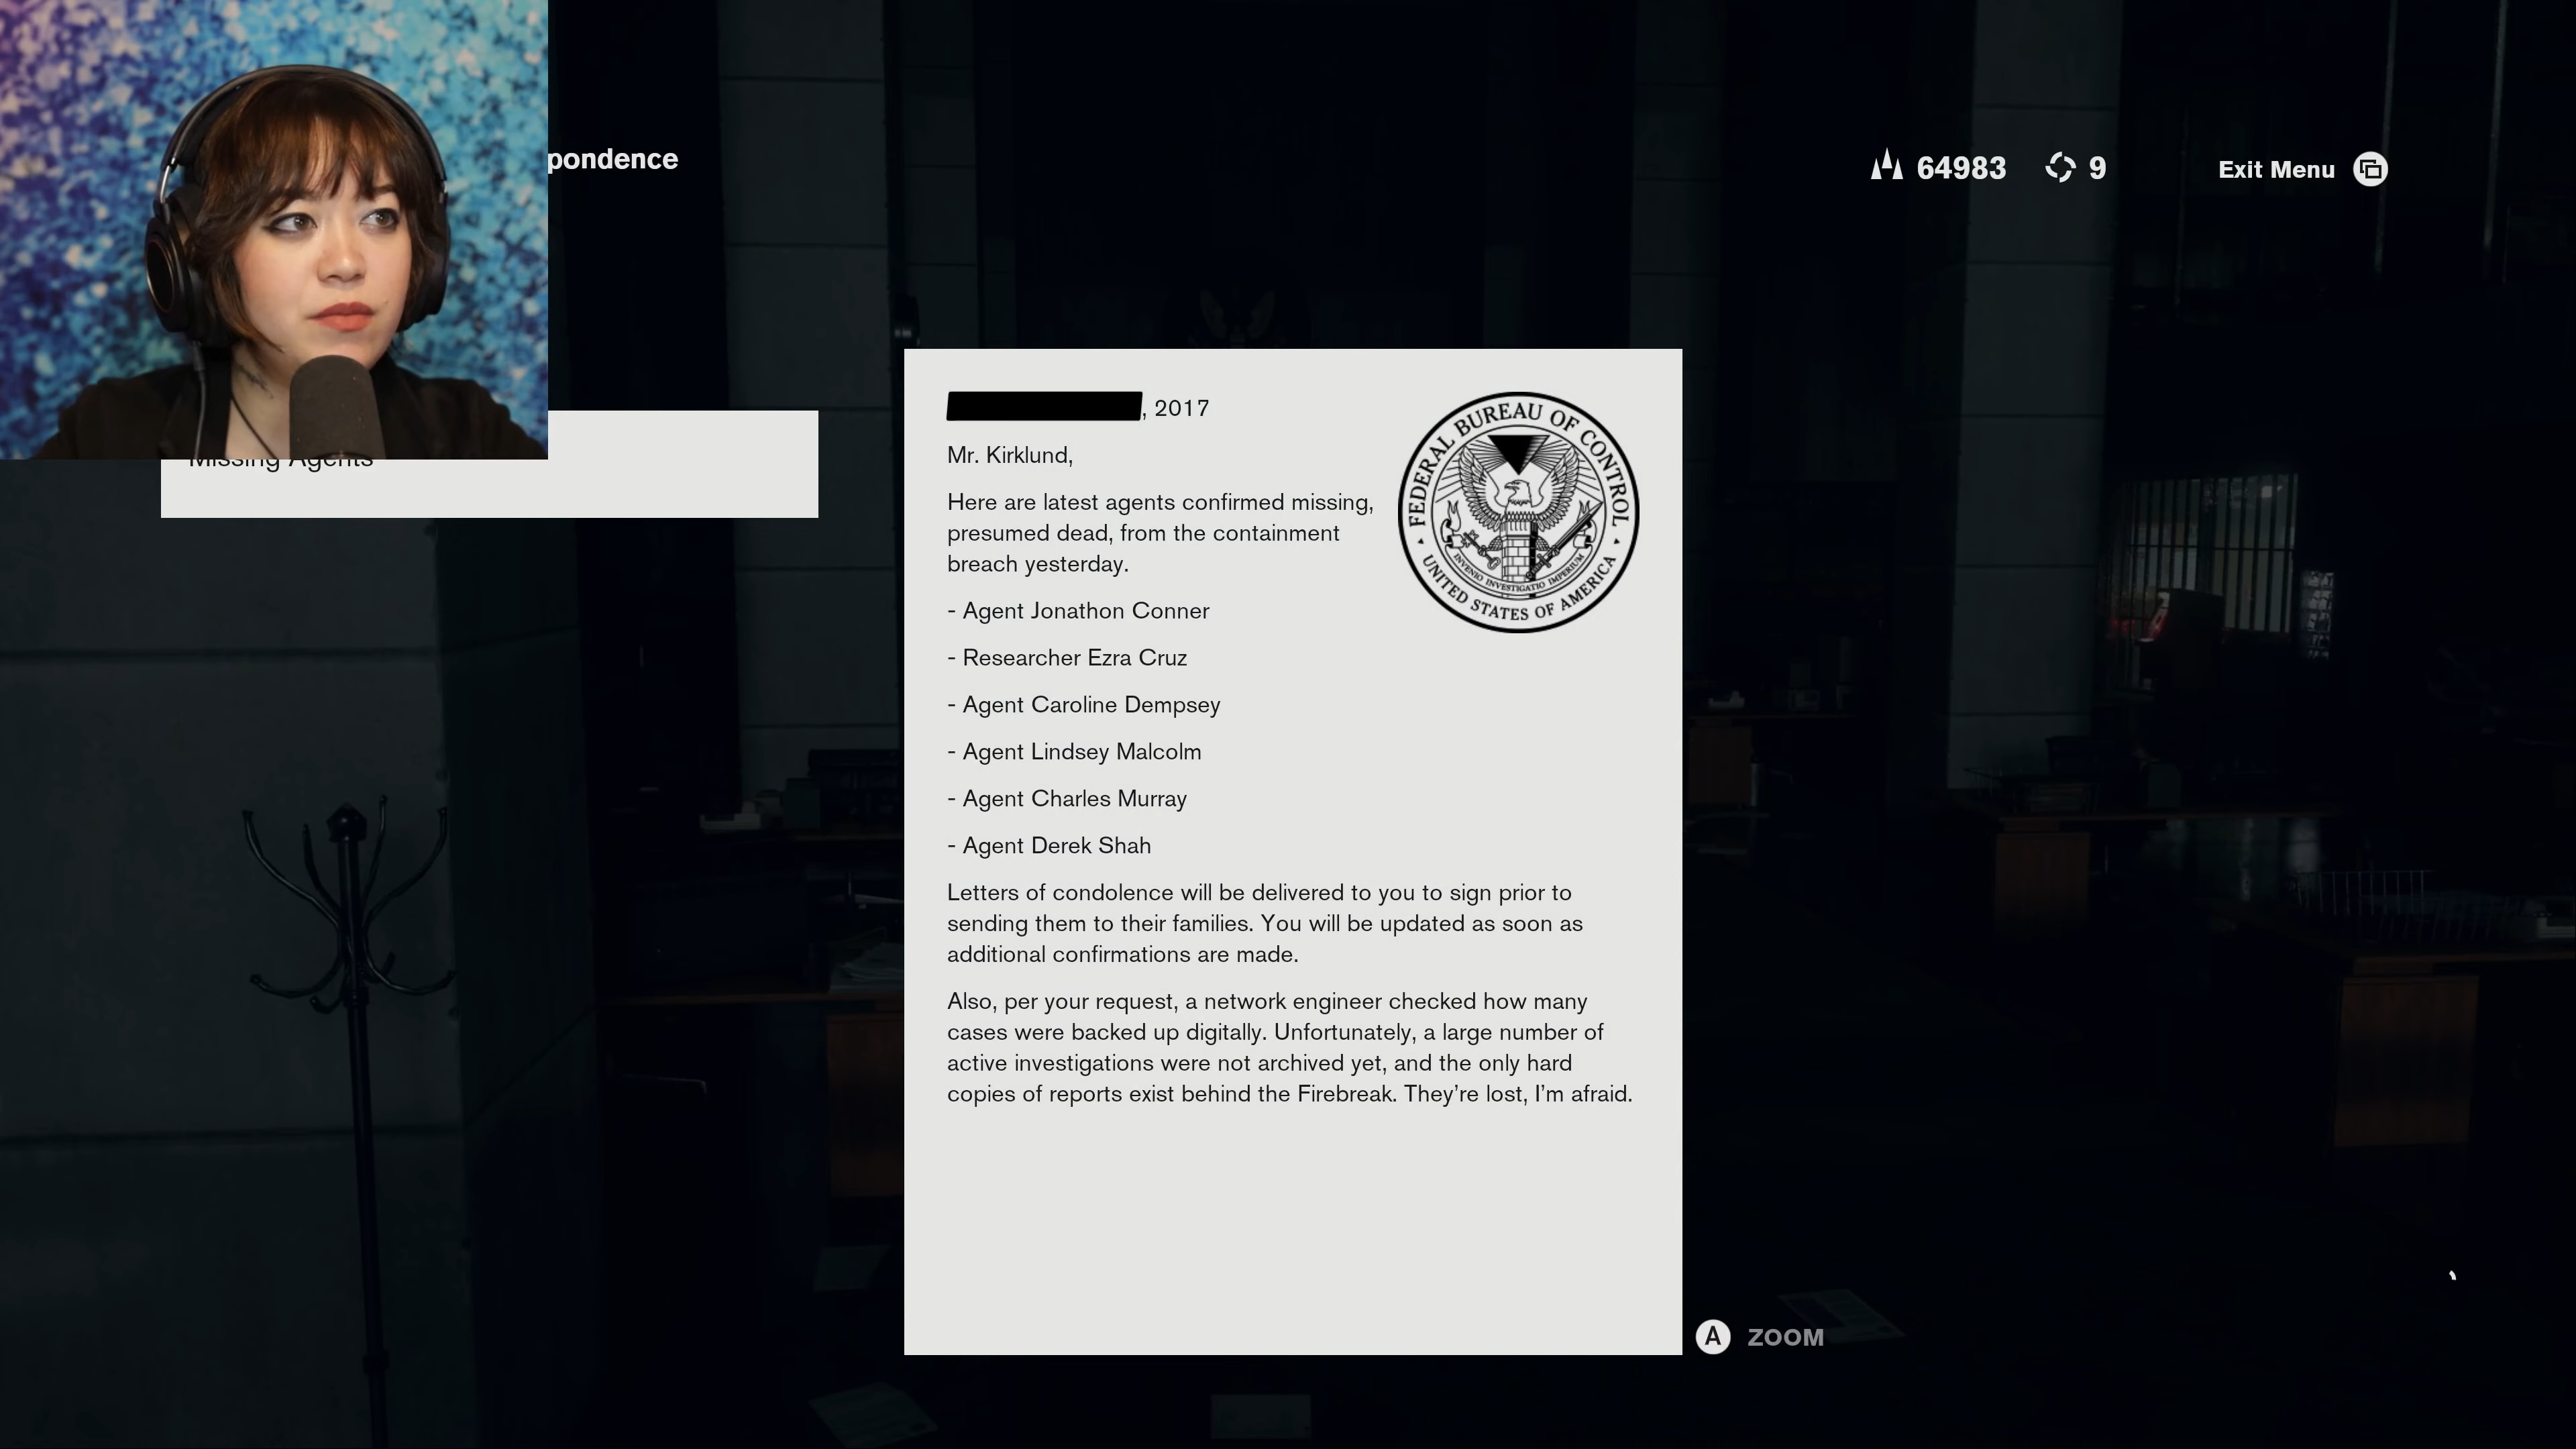 pondence
64983
9
Exit Menu
Missing Agents
, 2017
Mr. Kirklund,
Here are latest agents confirmed missing,
presumed dead, from the containment
breach yesterday.
- Agent Jonathon Conner
- Researcher Ezra Cruz
- Agent Caroline Dempsey
- Agent Lindsey Malcolm
- Agent Charles Murray
- Agent Derek Shah
Letters of condolence will be delivered to you to sign prior to
sending them to their families. You will be updated as soon as
additional confirmations are made.
Also, per your request, a network engineer checked how many
cases were backed up digitally. Unfortunately, a large number of
active investigations were not archived yet, and the only hard
copies of reports exist behind the Firebreak. They're lost, I'm afraid.
FEDERAL BUREAU OF CONTROL
INVENIO INVESTIGATIO IMPERIUM
UNITED STATES OF AMERICA
A ZOOM